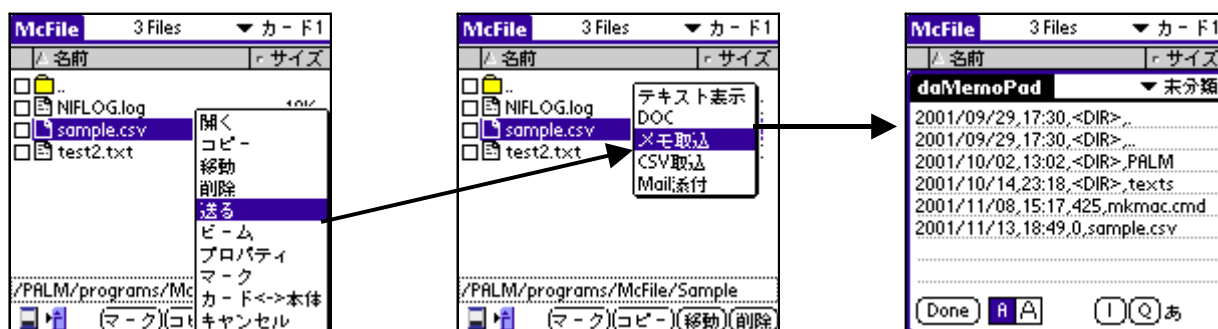 McFile 3 Files ▼ カード1
名前 サイズ
..
NIFLOG.log
sample.csv
test2.txt
開く
コピー
移動
削除
送る
ビーム
プロパティ
マーク
カード<->本体
キャンセル
/PALM/programs/Mc
(マーク)(コ
McFile 3 Files ▼ カード1
名前 サイズ
..
NIFLOG.log
sample.csv
test2.txt
テキスト表示
DOC
メモ取込
CSV取込
Mail添付
/PALM/programs/McFile/Sample
(マーク)(コピー)(移動)(削除)
McFile 3 Files ▼ カード1
名前 サイズ
daMemoPad ▼ 未分類
2001/09/29,17:30,<DIR>,.
2001/09/29,17:30,<DIR>,..
2001/10/02,13:02,<DIR>,PALM
2001/10/14,23:18,<DIR>,texts
2001/11/08,15:17,425,mkmac.cmd
2001/11/13,18:49,0,sample.csv
Done A A I Q あ